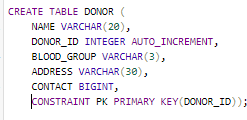 CREATE TABLE DONOR (
NAME VARCHAR(20),
DONOR_ID INTEGER AUTO_INCREMENT,
BLOOD_GROUP VARCHAR(3),
ADDRESS VARCHAR(30),
CONTACT BIGINT,
CONSTRAINT PK PRIMARY KEY(DONOR_ID));